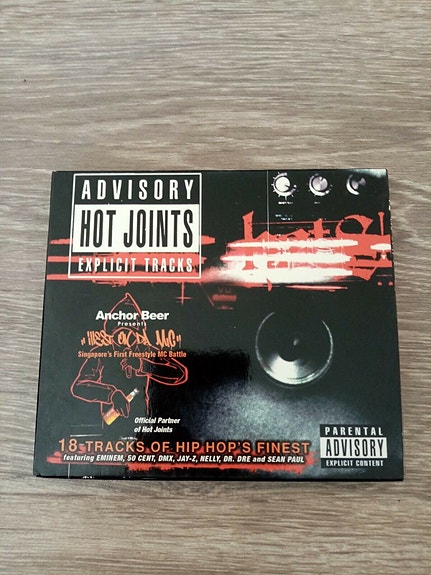 ADVISORY
HOT JOINTS
EXPLICIT TRACKS
Anchor Beer
Presents
Singapore's First Freestyle MC Battle
Official Partner
of Hot Joints
18 TRACKS OF HIP HOP'S FINEST
featuring EMINEM, 50 CENT, DMX, JAY-Z, NELLY, DR. DRE and SEAN PAUL
PARENTAL
ADVISORY
EXPLICIT CONTENT